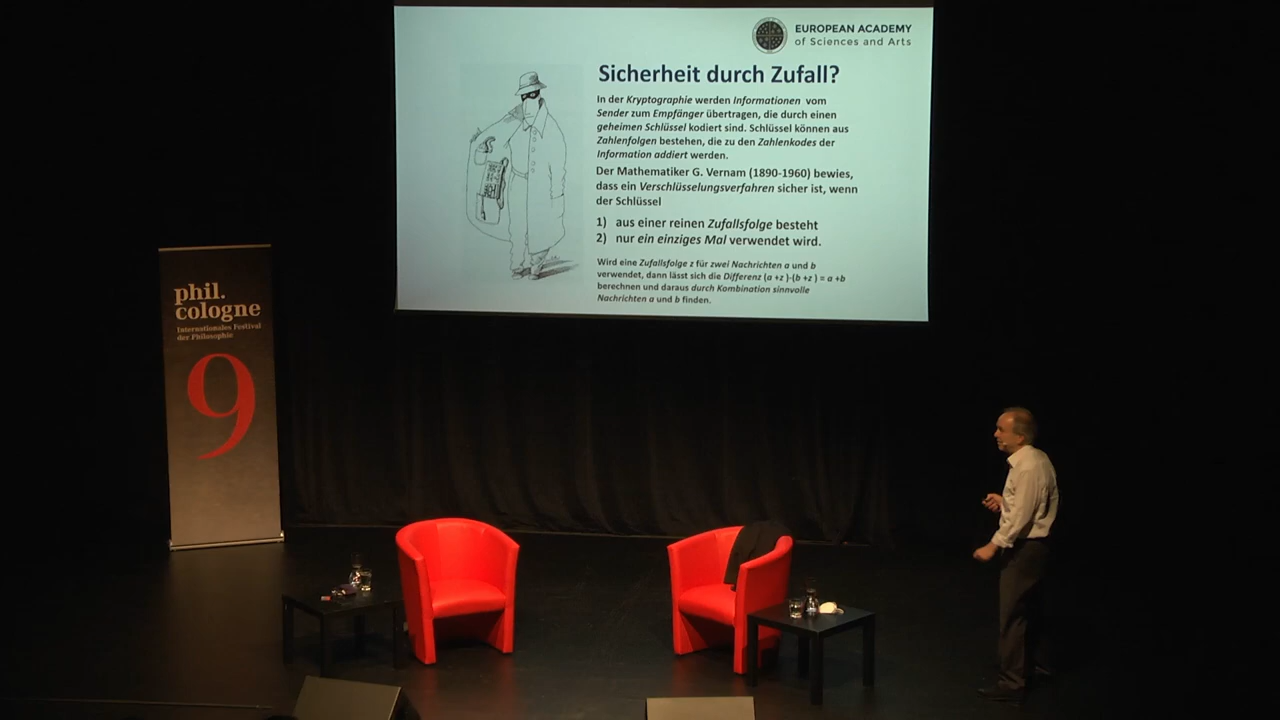 EUROPEAN ACADEMY
of Sciences and Arts
Sicherheit durch Zufall?
In der Kryptographie werden Informationen vom
Sender zum Empfänger übertragen, die durch einen
geheimen Schlüssel kodiert sind. Schlüssel können aus
Zahlenfolgen bestehen, die zu den Zahlenkodes der
Information addiert werden.
Der Mathematiker G. Vernam (1890-1960) bewies,
dass ein Verschlüsselungsverfahren sicher ist, wenn
der Schlüssel
1) aus einer reinen Zufallsfolge besteht
2) nur ein einziges Mal verwendet wird.
Wird eine Zufallsfolge z für zwei Nachrichten a und b
verwendet, dann lässt sich die Differenz (a +z )-(b +z ) = a +b
berechnen und daraus durch Kombination sinnvolle
Nachrichten a und b finden.
phil.
cologne
Internationales Festival
der Philosophie
9